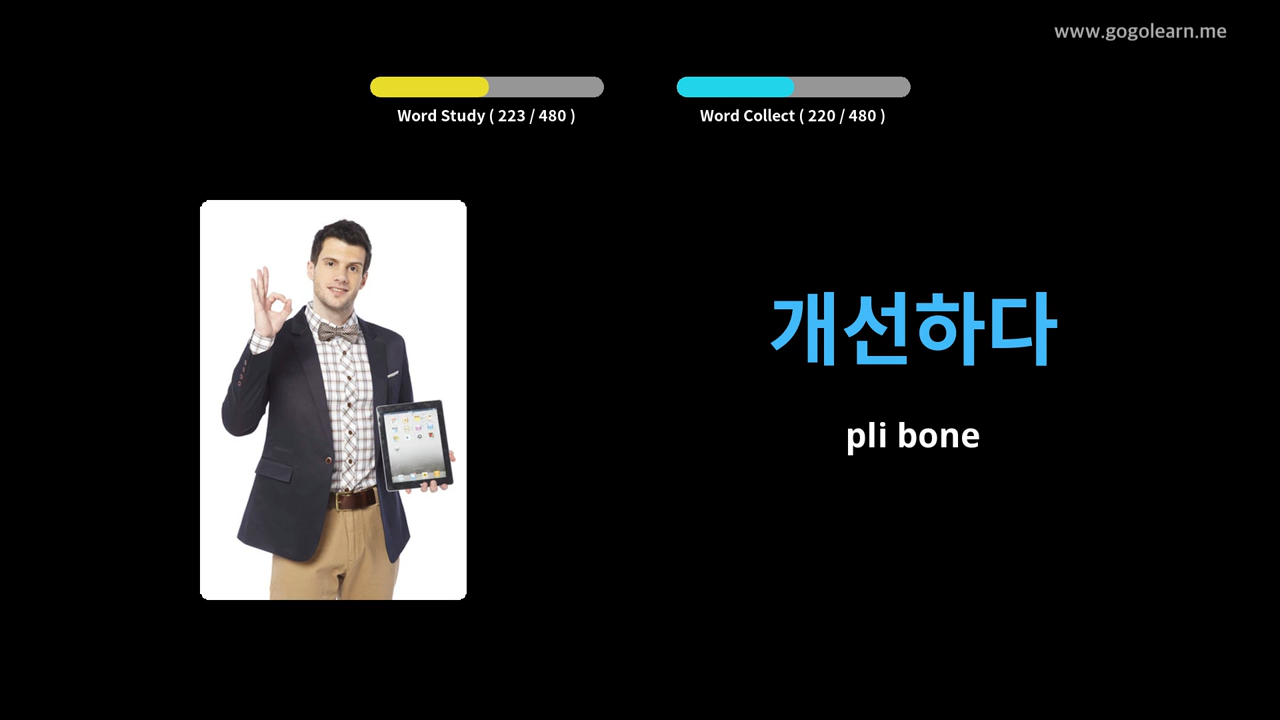 www.gogolearn.me
Word Study ( 223 / 480 )
Word Collect ( 220 / 480 )
개선하다
pli bone